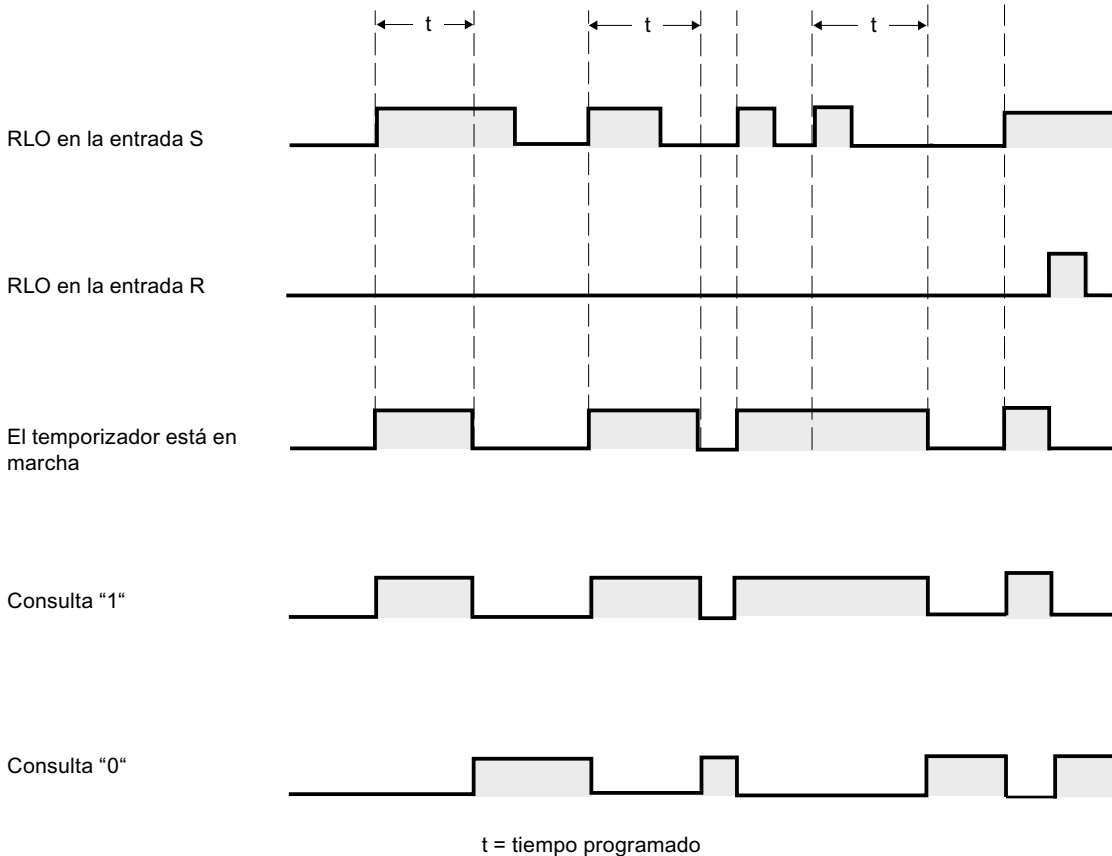 t t t
RLO en la entrada S
RLO en la entrada R
El temporizador está en
marcha
Consulta “1“
Consulta “0“
t = tiempo programado